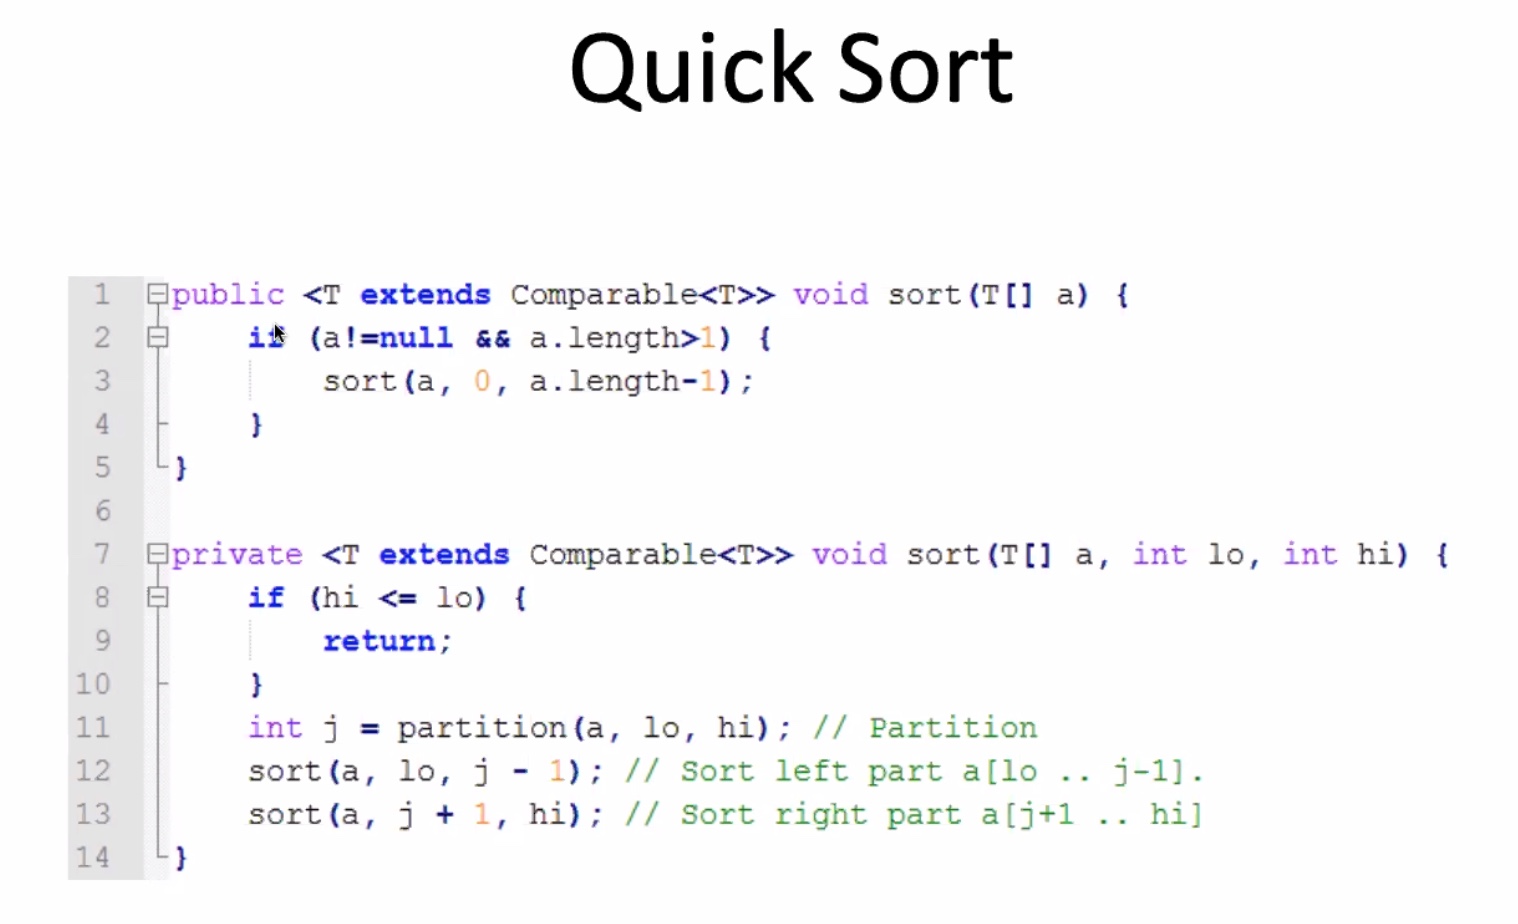 Quick Sort
1 public <T extends Comparable<T>> void sort(T[] a) {
2 if (a!=null && a.length>1) {
3 sort(a, 0, a.length-1);
4 }
5 }
6
7 private <T extends Comparable<T>> void sort(T[] a, int lo, int hi) {
8 if (hi <= lo) {
9 return;
10 }
11 int j = partition(a, lo, hi); // Partition
12 sort(a, lo, j - 1); // Sort left part a[lo .. j-1].
13 sort(a, j + 1, hi); // Sort right part a[j+1 .. hi]
14 }